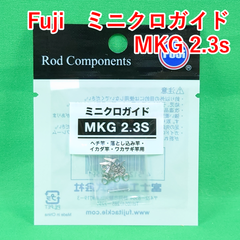 Fuji ミニクロガイド
MKG 2.3s
Rod Components
Fuji
ミニクロガイド
MKG 2.3S
ヘチ竿・落とし込み竿・
イカダ竿・ワカサギ竿用